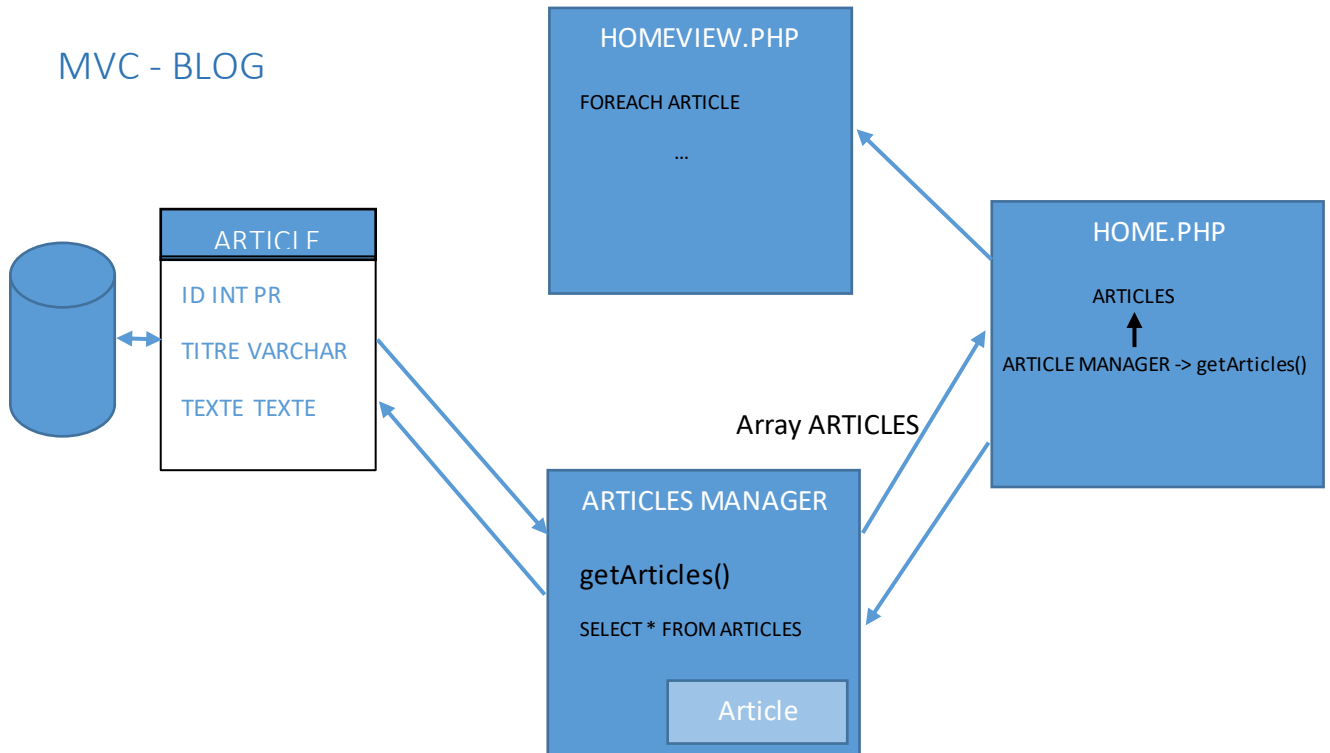 MVC - BLOG
HOMEVIEW.PHP
FOREACH ARTICLE
...
ARTICLE
ID INT PR
TITRE VARCHAR
TEXTE TEXTE
HOME.PHP
ARTICLES
ARTICLE MANAGER -> getArticles()
Array ARTICLES
ARTICLES MANAGER
getArticles()
SELECT * FROM ARTICLES
Article